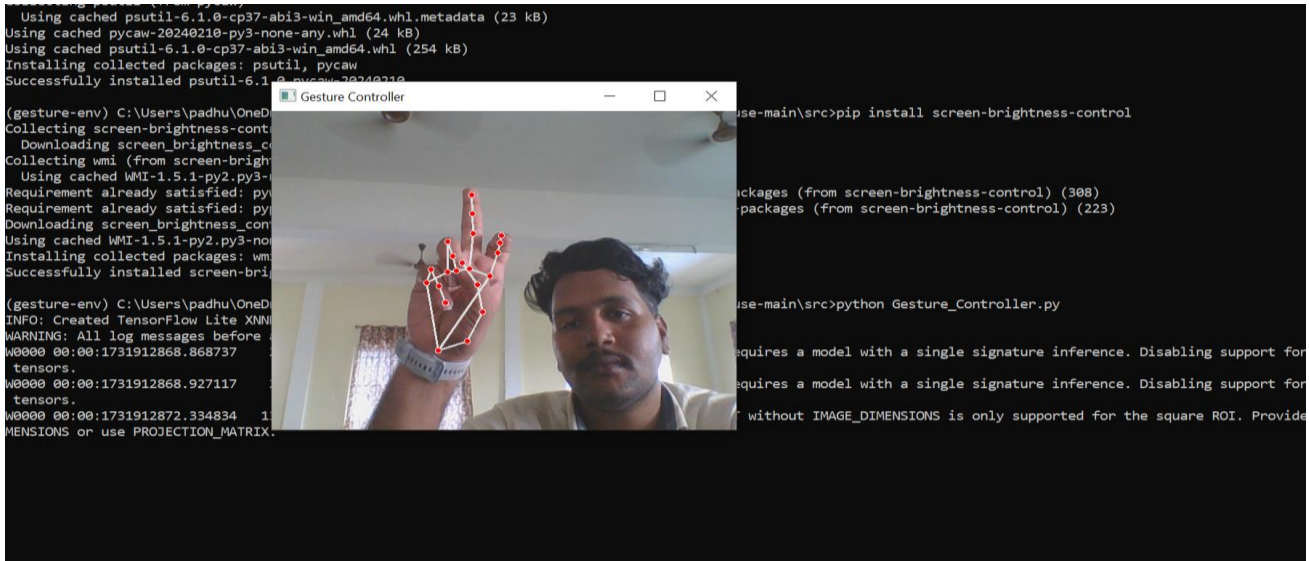 Using cached psutil-6.1.0-cp37-abi3-win_amd64.whl.metadata (23 kB)
Using cached pycaw-20240210-py3-none-any.whl (24 kB)
Using cached psutil-6.1.0-cp37-abi3-win_amd64.whl (254 kB)
Installing collected packages: psutil, pycaw
Successfully installed psutil-6.1.0 pycaw-20240210
Gesture Controller
(gesture-env) C:\Users\padhu\OneD use-main\src>pip install screen-brightness-control
Collecting screen-brightness-cont
Downloading screen_brightness_co
Collecting wmi (from screen-brigh
Using cached WMI-1.5.1-py2.py3-
Requirement already satisfied: py ckages (from screen-brightness-control) (308)
Requirement already satisfied: py -packages (from screen-brightness-control) (223)
Downloading screen_brightness_con
Using cached WMI-1.5.1-py2.py3-no
Installing collected packages: wm
Successfully installed screen-bri
(gesture-env) C:\Users\padhu\OneD use-main\src>python Gesture_Controller.py
INFO: Created TensorFlow Lite XNN
WARNING: All log messages before
W0000 00:00:1731912868.868737 equires a model with a single signature inference. Disabling support for
tensors.
W0000 00:00:1731912868.927117 equires a model with a single signature inference. Disabling support for
tensors.
W0000 00:00:1731912872.334834 without IMAGE_DIMENSIONS is only supported for the square ROI. Provide
MENSIONS or use PROJECTION_MATRIX.